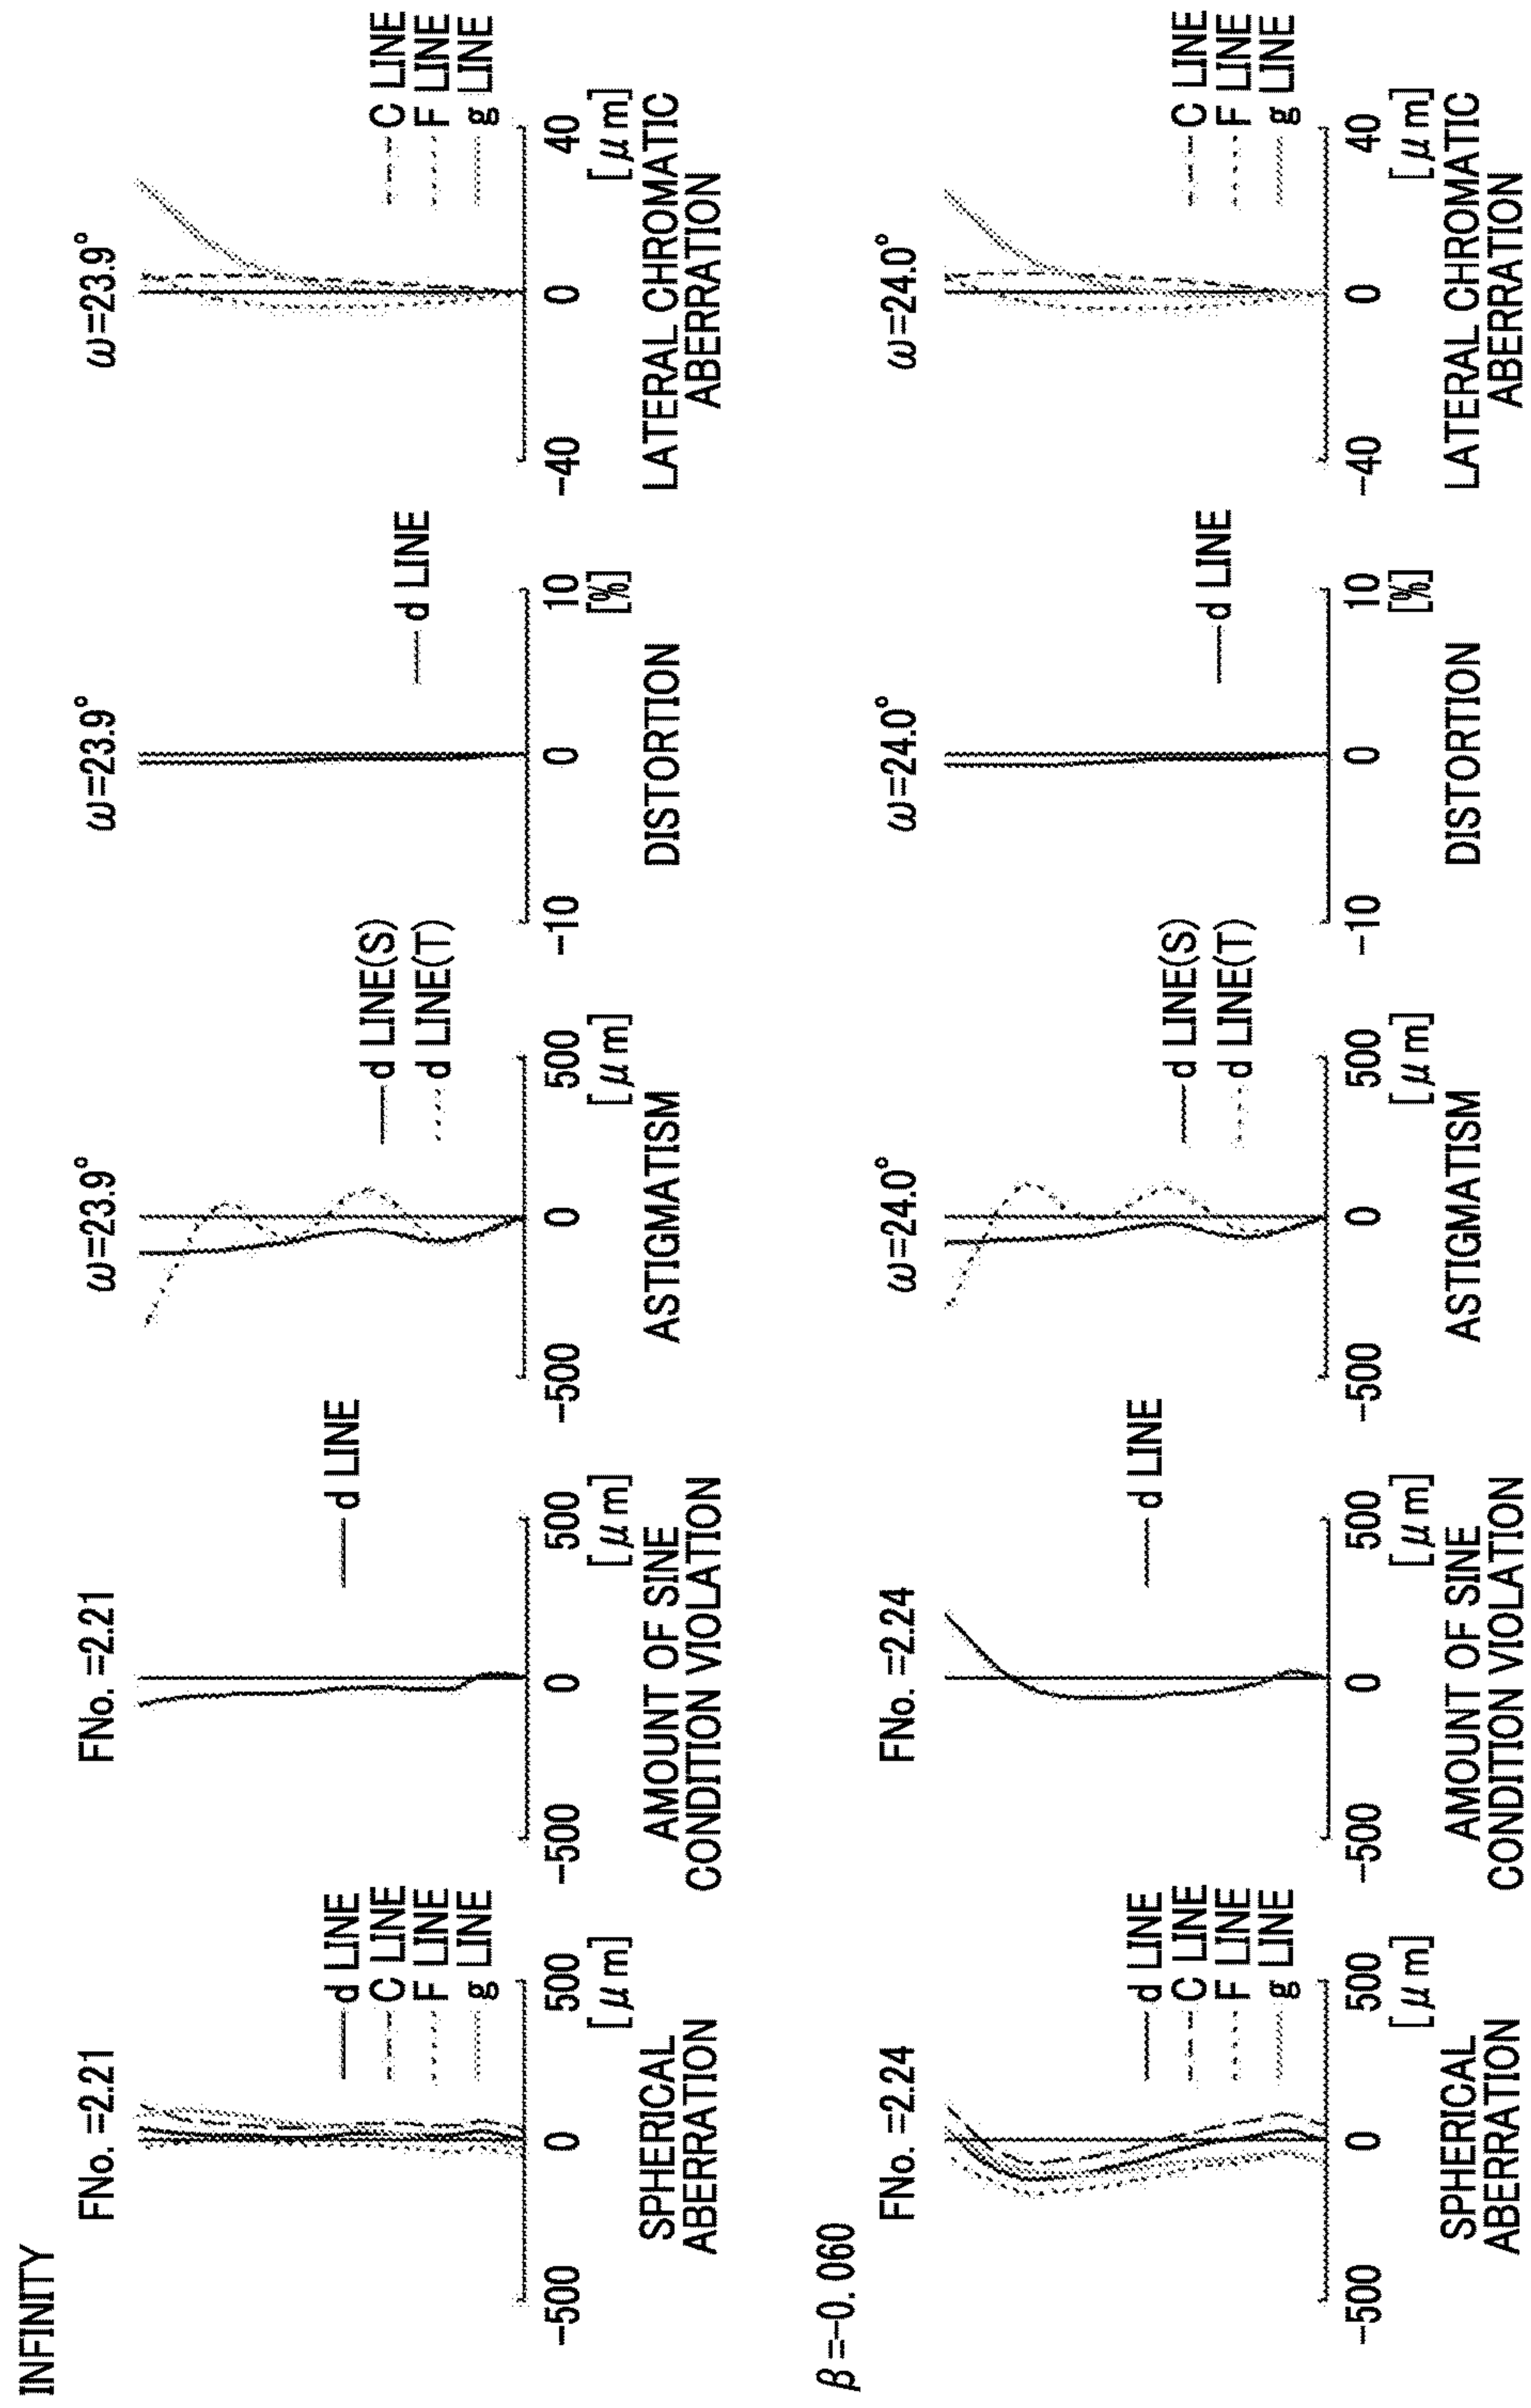 INFINITY
FNo. =2.21
d LINE
C LINE
F LINE
g LINE
-500
0
500
[μm]
SPHERICAL
ABERRATION
FNo. =2.21
d LINE
-500
0
500
[μm]
AMOUNT OF SINE
CONDITION VIOLATION
ω=23.9°
d LINE(S)
d LINE(T)
-500
0
500
[μm]
ASTIGMATISM
ω=23.9°
d LINE
-10
0
10
[%]
DISTORTION
ω=23.9°
C LINE
F LINE
g LINE
-40
0
40
[μm]
LATERAL CHROMATIC
ABERRATION
β=-0.060
FNo. =2.24
d LINE
C LINE
F LINE
g LINE
-500
0
500
[μm]
SPHERICAL
ABERRATION
FNo. =2.24
d LINE
-500
0
500
[μm]
AMOUNT OF SINE
CONDITION VIOLATION
ω=24.0°
d LINE(S)
d LINE(T)
-500
0
500
[μm]
ASTIGMATISM
ω=24.0°
d LINE
-10
0
10
[%]
DISTORTION
ω=24.0°
C LINE
F LINE
g LINE
-40
0
40
[μm]
LATERAL CHROMATIC
ABERRATION